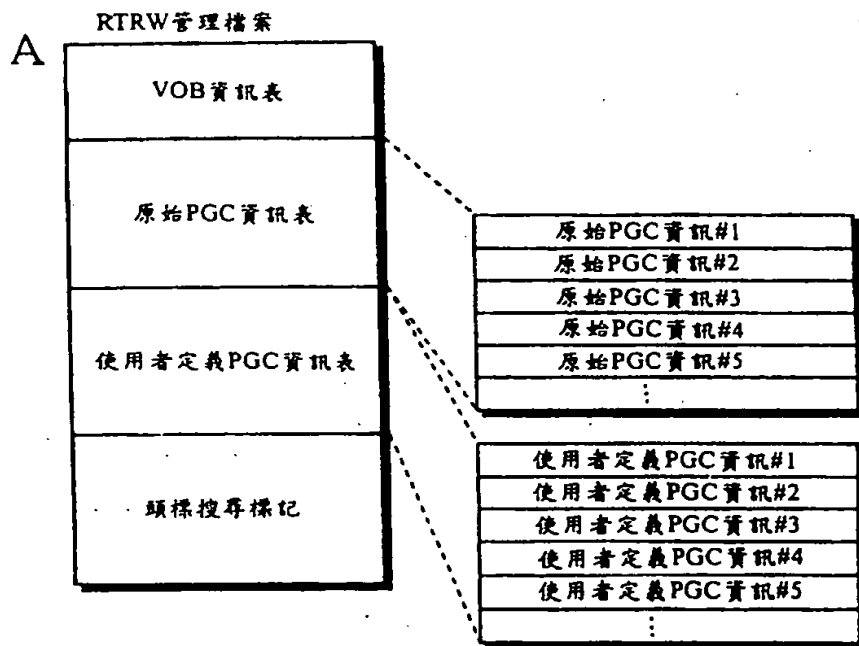 RTRW管理檔案
A
VOB資訊表
原始PGC資訊表
使用者定義PGC資訊表
頭標搜尋標記
原始PGC資訊#1
原始PGC資訊#2
原始PGC資訊#3
原始PGC資訊#4
原始PGC資訊#5
⋮
使用者定義PGC資訊#1
使用者定義PGC資訊#2
使用者定義PGC資訊#3
使用者定義PGC資訊#4
使用者定義PGC資訊#5
⋮